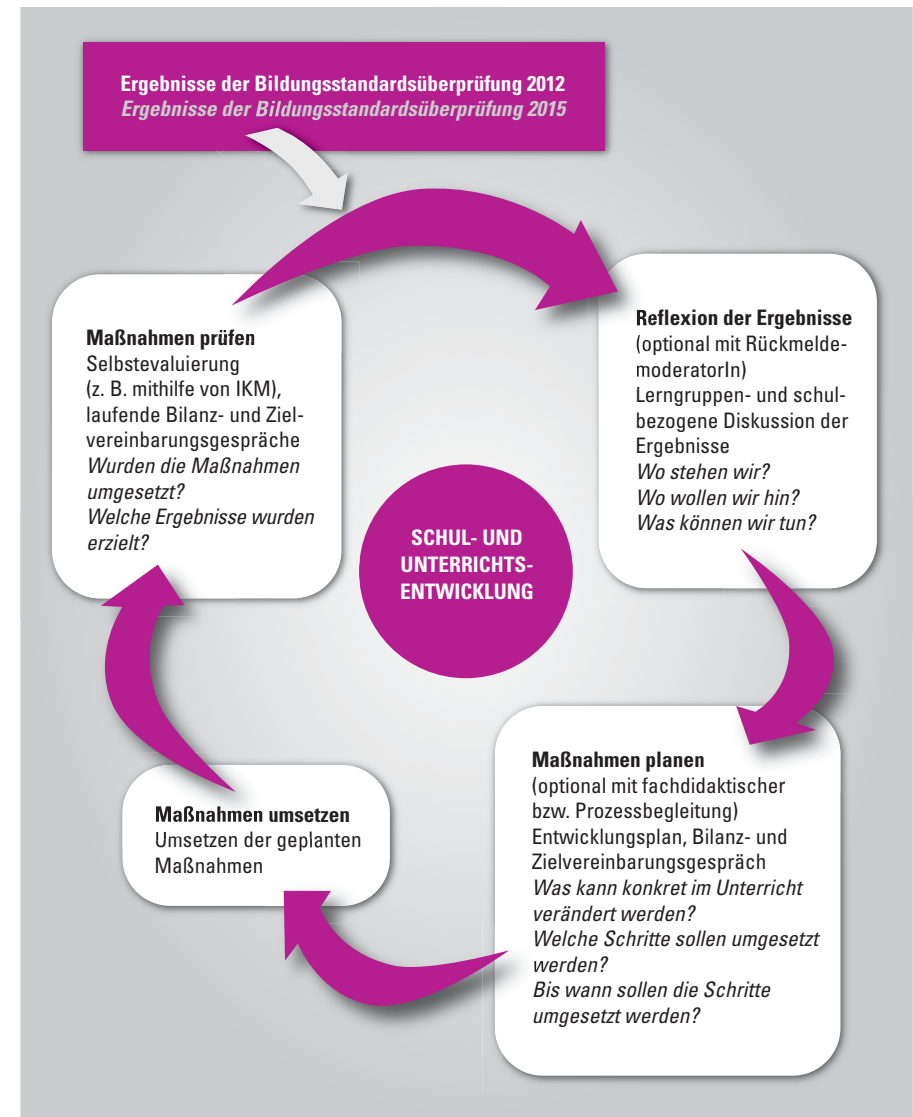 Ergebnisse der Bildungsstandardsüberprüfung 2012
Ergebnisse der Bildungsstandardsüberprüfung 2015
Maßnahmen prüfen
Selbstevaluierung
(z. B. mithilfe von IKM),
laufende Bilanz- und Ziel-
vereinbarungsgespräche
Wurden die Maßnahmen
umgesetzt?
Welche Ergebnisse wurden
erzielt?
Reflexion der Ergebnisse
(optional mit Rückmelde-
moderatorIn)
Lerngruppen- und schul-
bezogene Diskussion der
Ergebnisse
Wo stehen wir?
Wo wollen wir hin?
Was können wir tun?
SCHUL- UND
UNTERRICHTS-
ENTWICKLUNG
Maßnahmen planen
(optional mit fachdidaktischer
bzw. Prozessbegleitung)
Entwicklungsplan, Bilanz- und
Zielvereinbarungsgespräch
Was kann konkret im Unterricht
verändert werden?
Welche Schritte sollen umgesetzt
werden?
Bis wann sollen die Schritte
umgesetzt werden?
Maßnahmen umsetzen
Umsetzen der geplanten
Maßnahmen